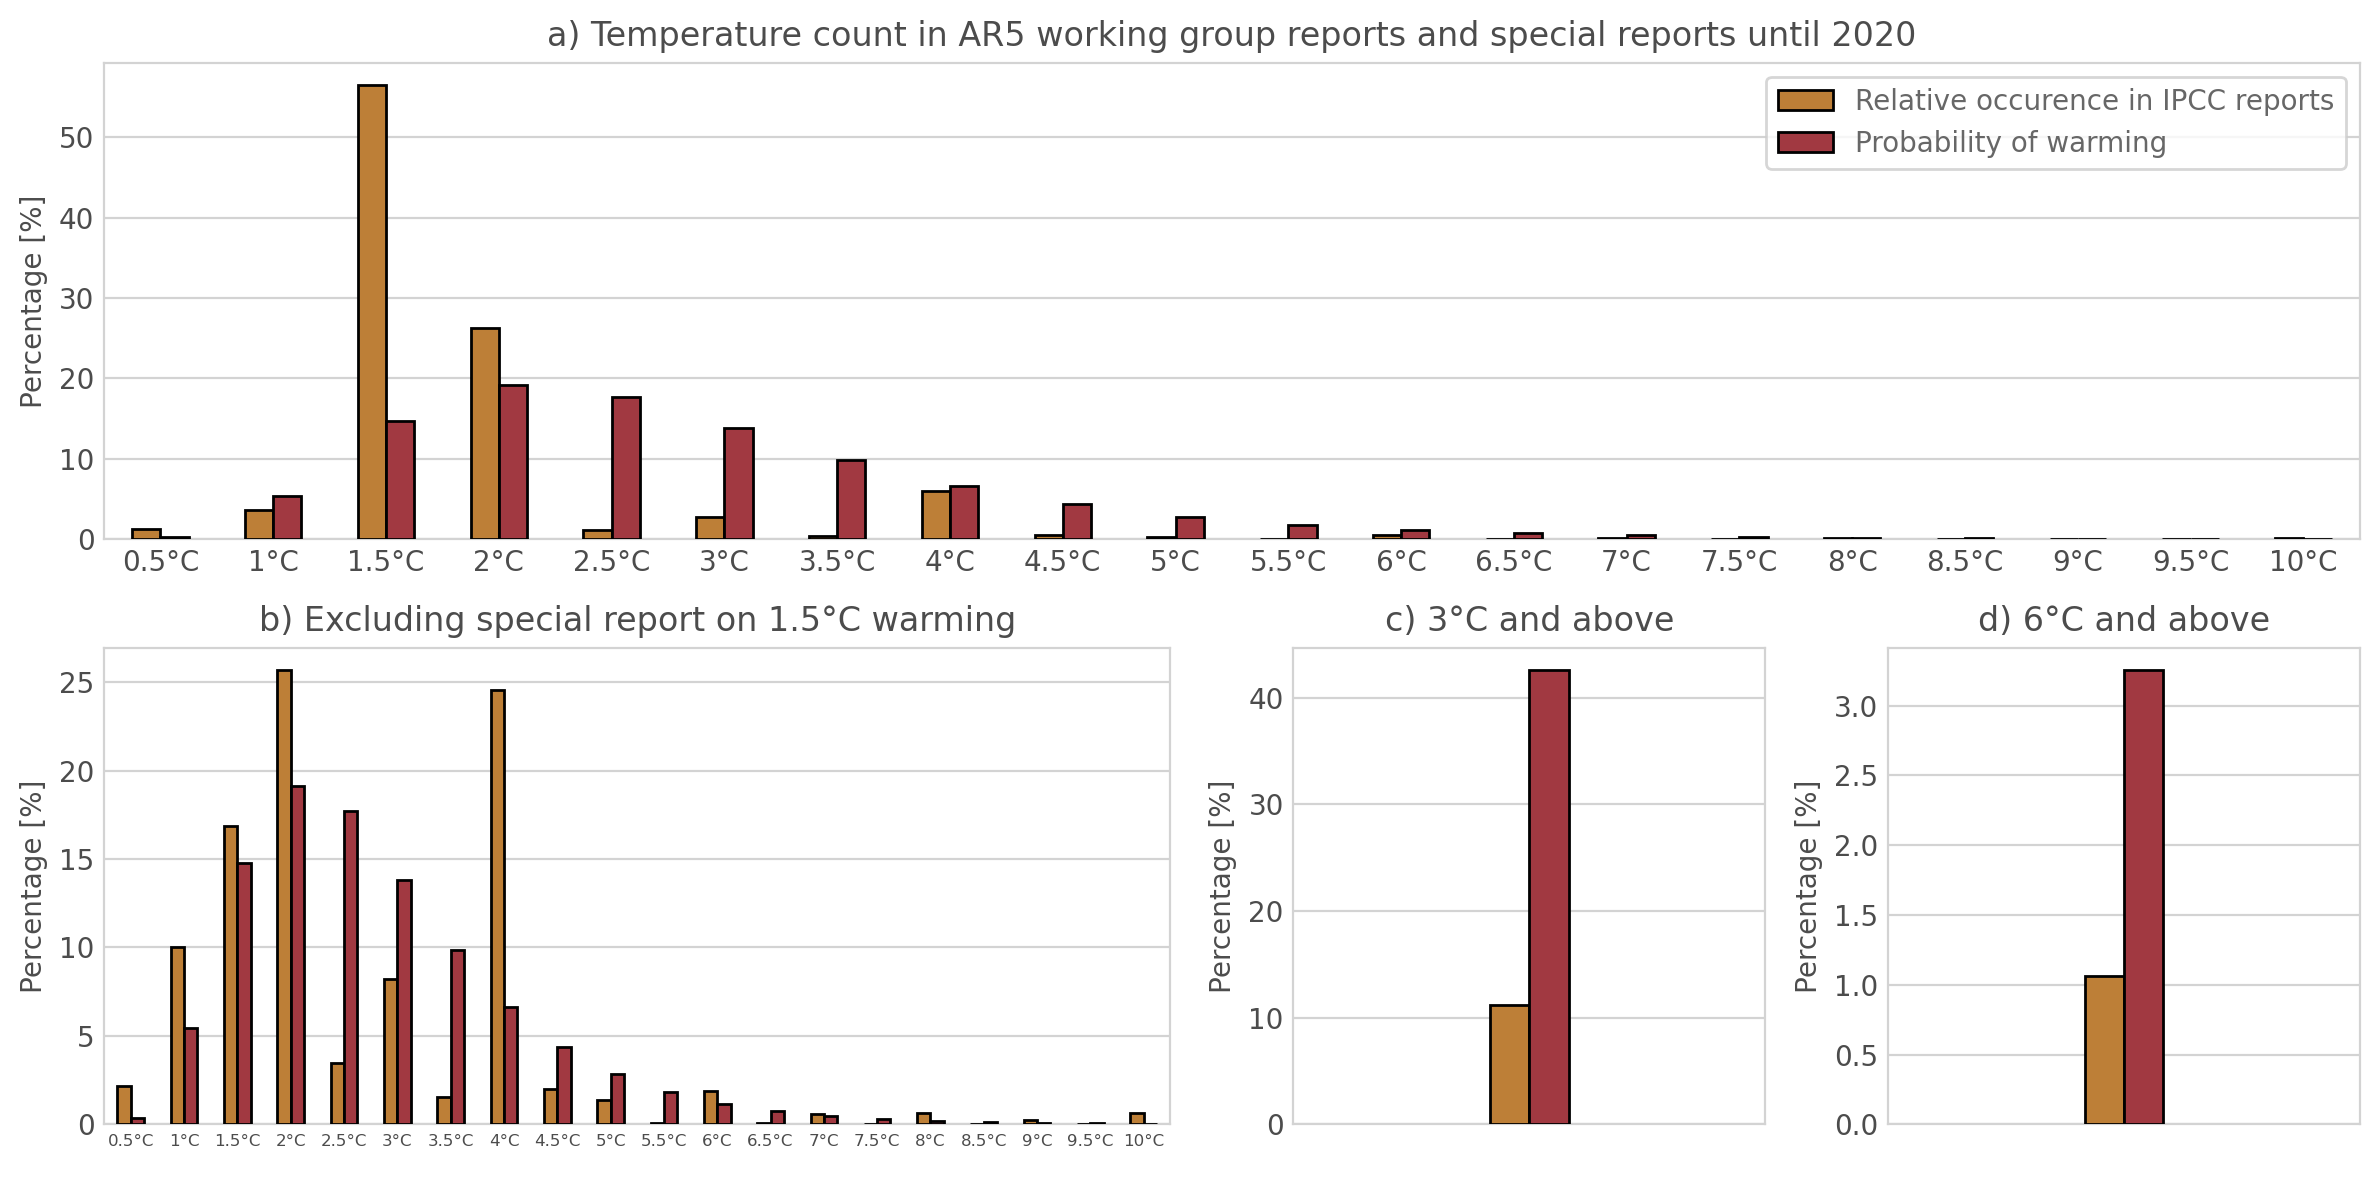 a) Temperature count in AR5 working group reports and special reports until 2020
Percentage [%]
50
40
30
20
10
0
Relative occurence in IPCC reports
Probability of warming
0.5°C 1°C 1.5°C 2°C 2.5°C 3°C 3.5°C 4°C 4.5°C 5°C 5.5°C 6°C 6.5°C 7°C 7.5°C 8°C 8.5°C 9°C 9.5°C 10°C
b) Excluding special report on 1.5°C warming
Percentage [%]
25
20
15
10
5
0
0.5°C 1°C 1.5°C 2°C 2.5°C 3°C 3.5°C 4°C 4.5°C 5°C 5.5°C 6°C 6.5°C 7°C 7.5°C 8°C 8.5°C 9°C 9.5°C 10°C
c) 3°C and above
Percentage [%]
40
30
20
10
0
d) 6°C and above
Percentage [%]
3.0
2.5
2.0
1.5
1.0
0.5
0.0